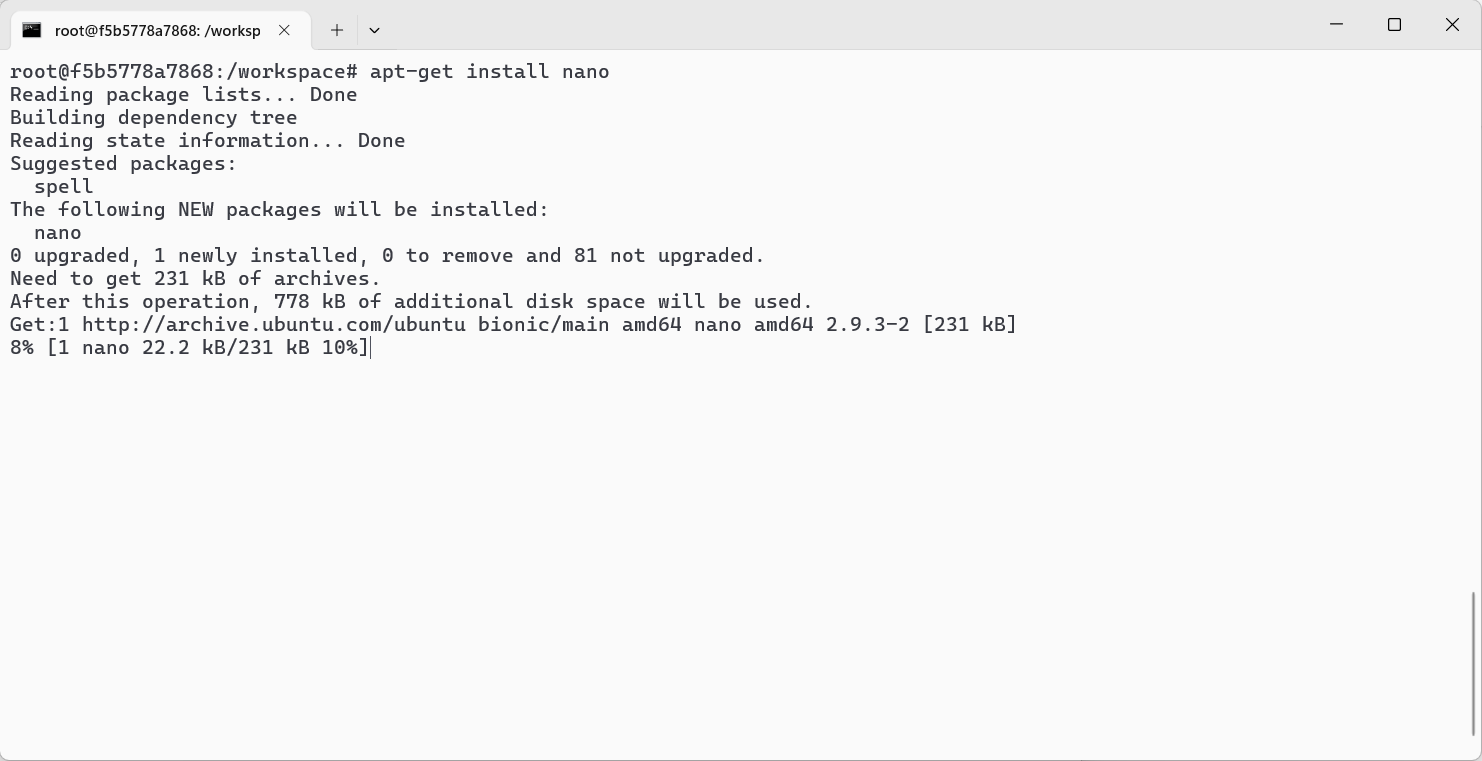 root@f5b5778a7868: /worksp
root@f5b5778a7868:/workspace# apt-get install nano
Reading package lists... Done
Building dependency tree
Reading state information... Done
Suggested packages:
  spell
The following NEW packages will be installed:
  nano
0 upgraded, 1 newly installed, 0 to remove and 81 not upgraded.
Need to get 231 kB of archives.
After this operation, 778 kB of additional disk space will be used.
Get:1 http://archive.ubuntu.com/ubuntu bionic/main amd64 nano amd64 2.9.3-2 [231 kB]
8% [1 nano 22.2 kB/231 kB 10%]